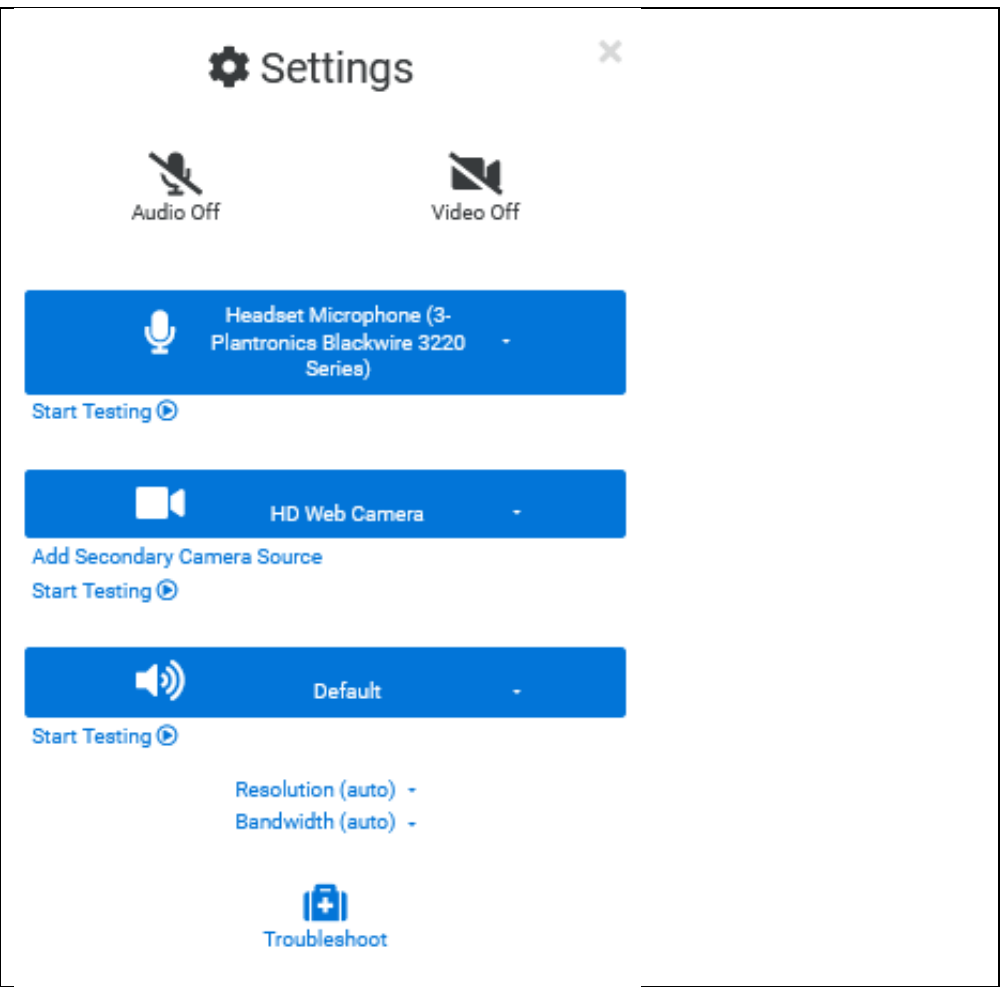 Settings
Audio Off
Video Off
Headset Microphone (3-
Plantronics Blackwire 3220
Series)
Start Testing
HD Web Camera
Add Secondary Camera Source
Start Testing
Default
Start Testing
Resolution (auto)
Bandwidth (auto)
Troubleshoot